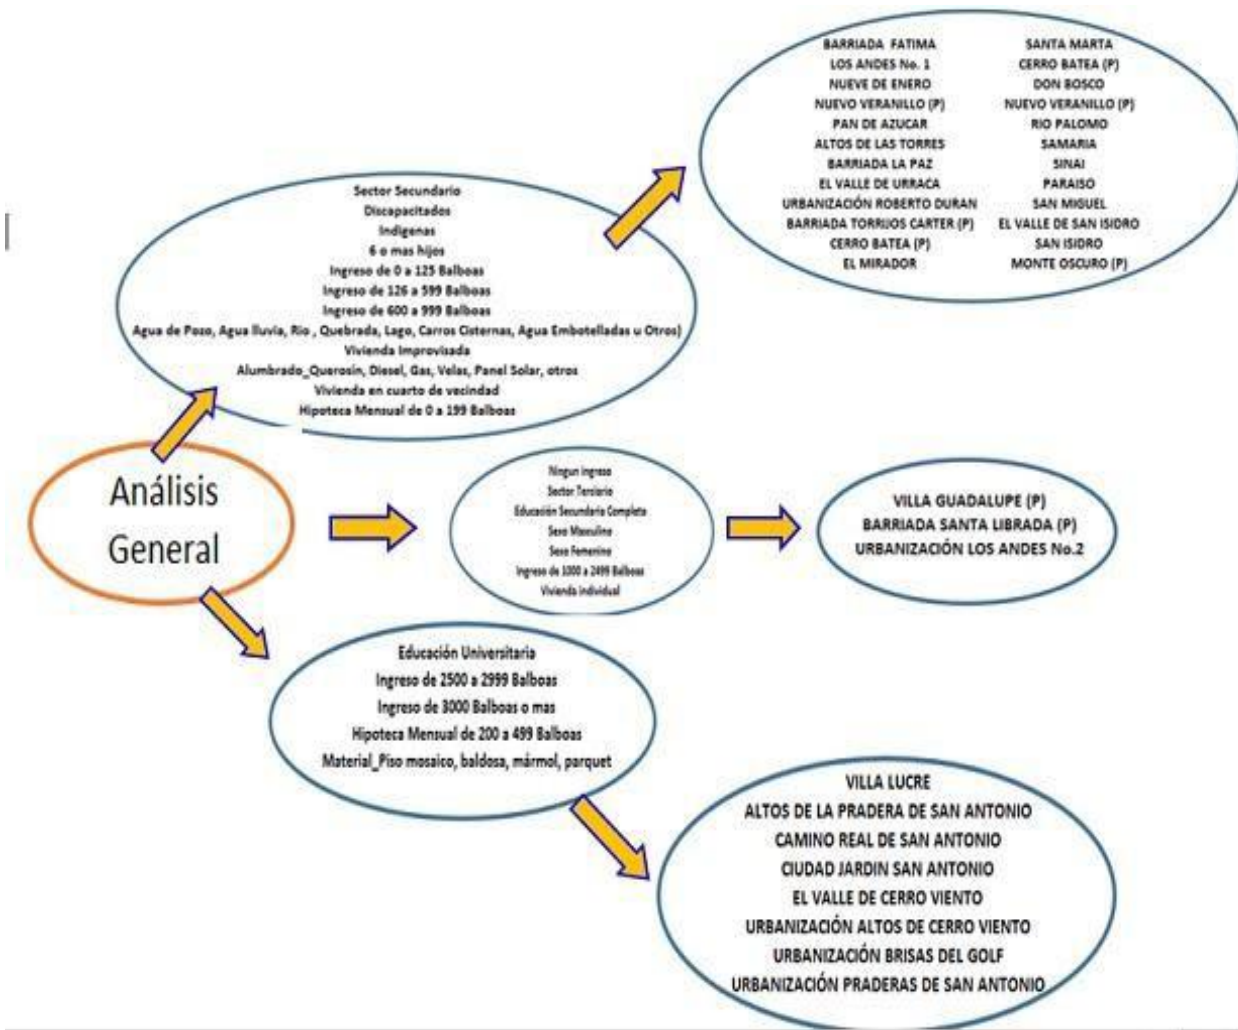 Análisis
General
Sector Secundario
Discapacitados
Indigenas
6 o mas hijos
Ingreso de 0 a 125 Balboas
Ingreso de 126 a 599 Balboas
Ingreso de 600 a 999 Balboas
Agua de Pozo, Agua lluvia, Rio , Quebrada, Lago, Carros Cisternas, Agua Embotelladas u Otros)
Vivienda Improvisada
Alumbrado_Querosin, Diesel, Gas, Velas, Panel Solar, otros
Vivienda en cuarto de vecindad
Hipoteca Mensual de 0 a 199 Balboas
BARRIADA FATIMA
LOS ANDES No. 1
NUEVE DE ENERO
NUEVO VERANILLO (P)
PAN DE AZUCAR
ALTOS DE LAS TORRES
BARRIADA LA PAZ
EL VALLE DE URRACA
URBANIZACIÓN ROBERTO DURAN
BARRIADA TORRIJOS CARTER (P)
CERRO BATEA (P)
EL MIRADOR
SANTA MARTA
CERRO BATEA (P)
DON BOSCO
NUEVO VERANILLO (P)
RIO PALOMO
SAMARIA
SINAI
PARAISO
SAN MIGUEL
EL VALLE DE SAN ISIDRO
SAN ISIDRO
MONTE OSCURO (P)
Ningun ingreso
Sector Terciario
Educación Secundaria Completa
Sexo Masculino
Sexo Femenino
Ingreso de 1000 a 2499 Balboas
Vivienda individual
VILLA GUADALUPE (P)
BARRIADA SANTA LIBRADA (P)
URBANIZACIÓN LOS ANDES No.2
Educación Universitaria
Ingreso de 2500 a 2999 Balboas
Ingreso de 3000 Balboas o mas
Hipoteca Mensual de 200 a 499 Balboas
Material_Piso mosaico, baldosa, mármol, parquet
VILLA LUCRE
ALTOS DE LA PRADERA DE SAN ANTONIO
CAMINO REAL DE SAN ANTONIO
CIUDAD JARDIN SAN ANTONIO
EL VALLE DE CERRO VIENTO
URBANIZACIÓN ALTOS DE CERRO VIENTO
URBANIZACIÓN BRISAS DEL GOLF
URBANIZACIÓN PRADERAS DE SAN ANTONIO